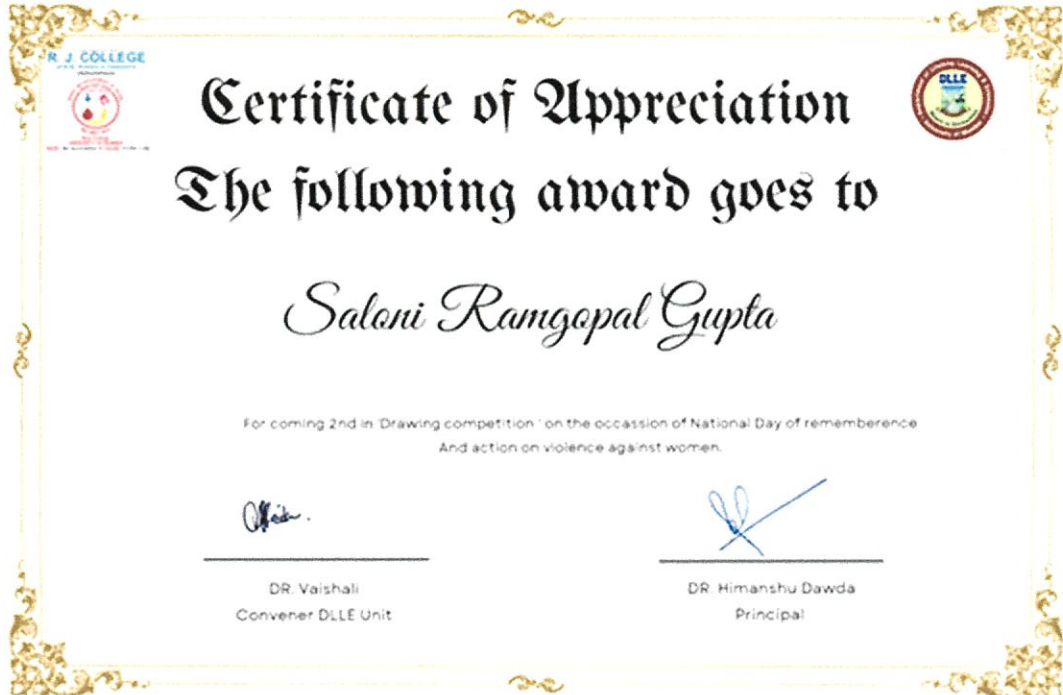 R. J. COLLEGE
DLLE
Certificate of Appreciation
The following award goes to
Saloni Ramgopal Gupta
For coming 2nd in 'Drawing competition ' on the occassion of National Day of rememberence
And action on violence against women.
DR. Vaishali
Convener DLLE Unit
DR. Himanshu Dawda
Principal